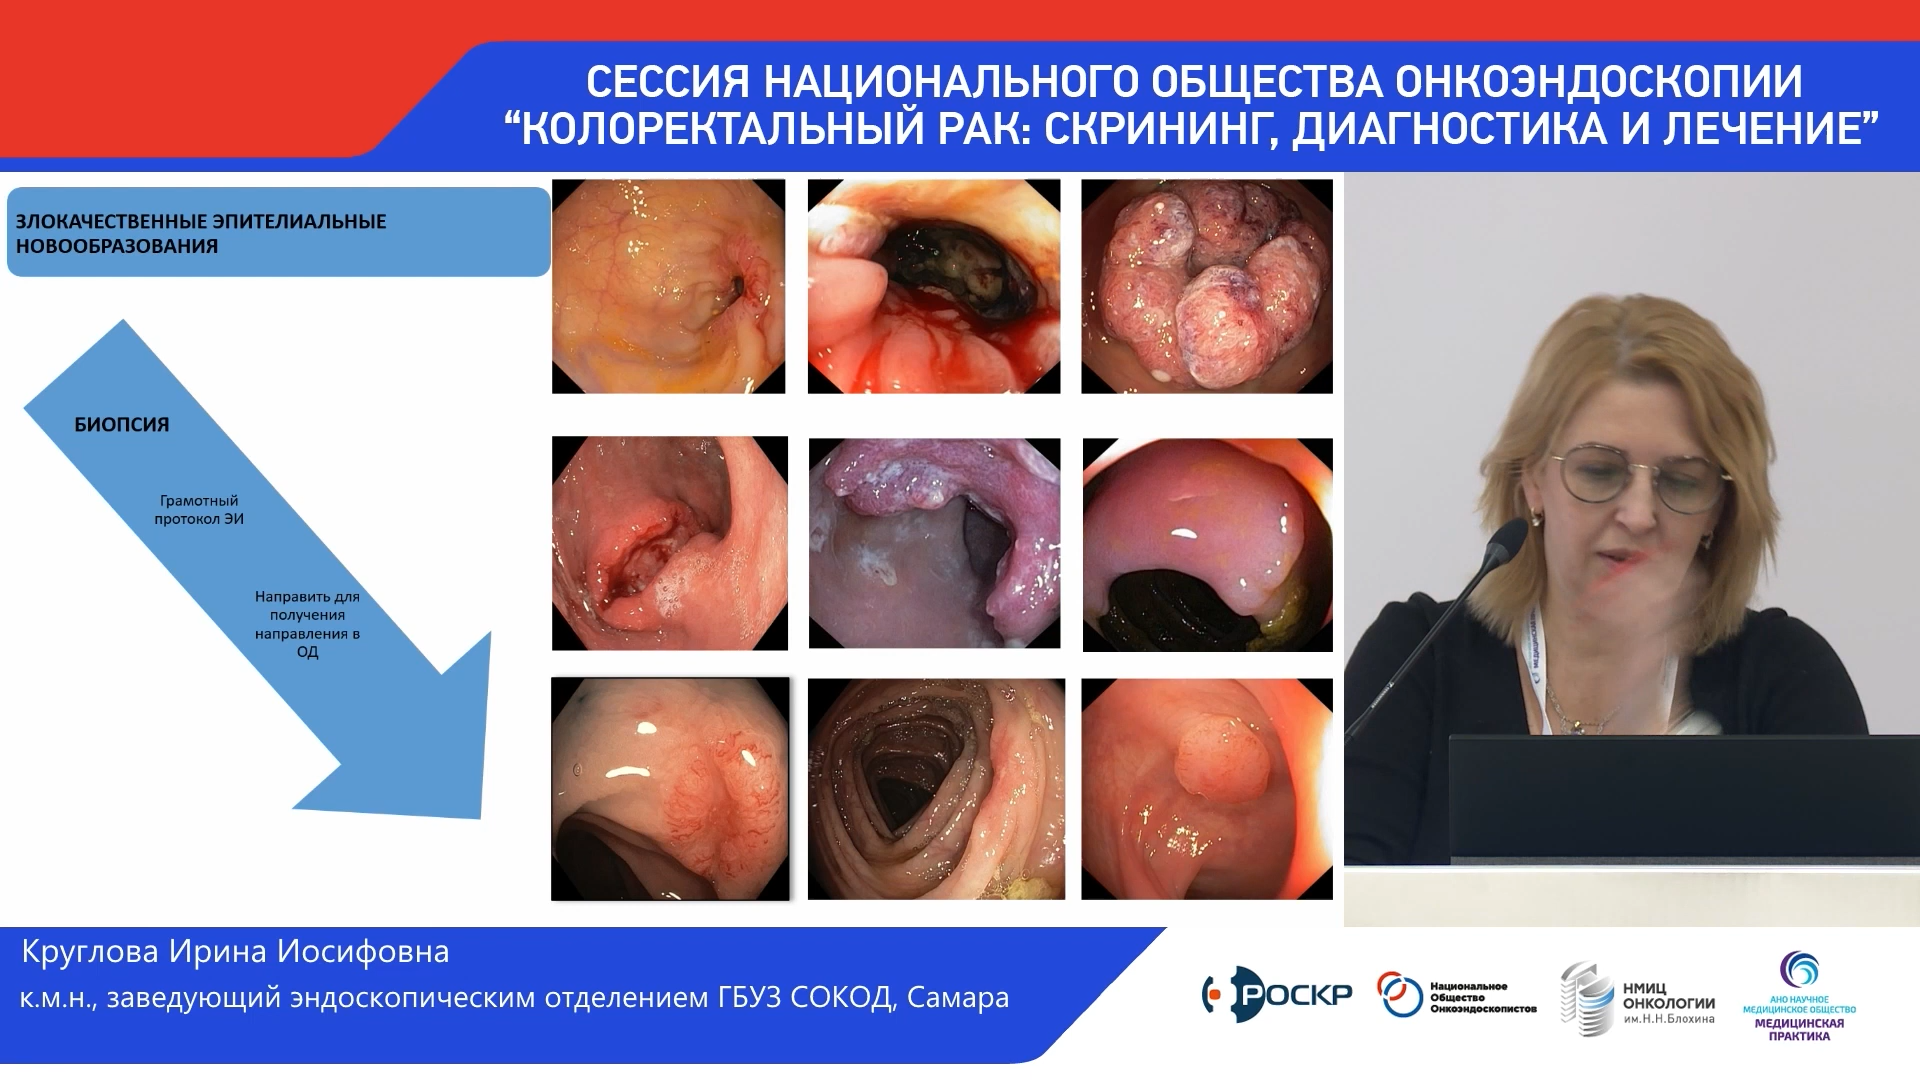 СЕССИЯ НАЦИОНАЛЬНОГО ОБЩЕСТВА ОНКОЭНДОСКОПИИ
“КОЛОРЕКТАЛЬНЫЙ РАК: СКРИНИНГ, ДИАГНОСТИКА И ЛЕЧЕНИЕ”
ЗЛОКАЧЕСТВЕННЫЕ ЭПИТЕЛИАЛЬНЫЕ
НОВООБРАЗОВАНИЯ
БИОПСИЯ
Грамотный
протокол ЭИ
Направить для
получения
направления в
ОД
Круглова Ирина Иосифовна
к.м.н., заведующий эндоскопическим отделением ГБУЗ СОКОД, Самара
РОСКР
Национальное
Общество
Онкоэндоскопистов
НМИЦ
ОНКОЛОГИИ
им.Н.Н.Блохина
АНО НАУЧНОЕ
МЕДИЦИНСКОЕ ОБЩЕСТВО
МЕДИЦИНСКАЯ
ПРАКТИКА